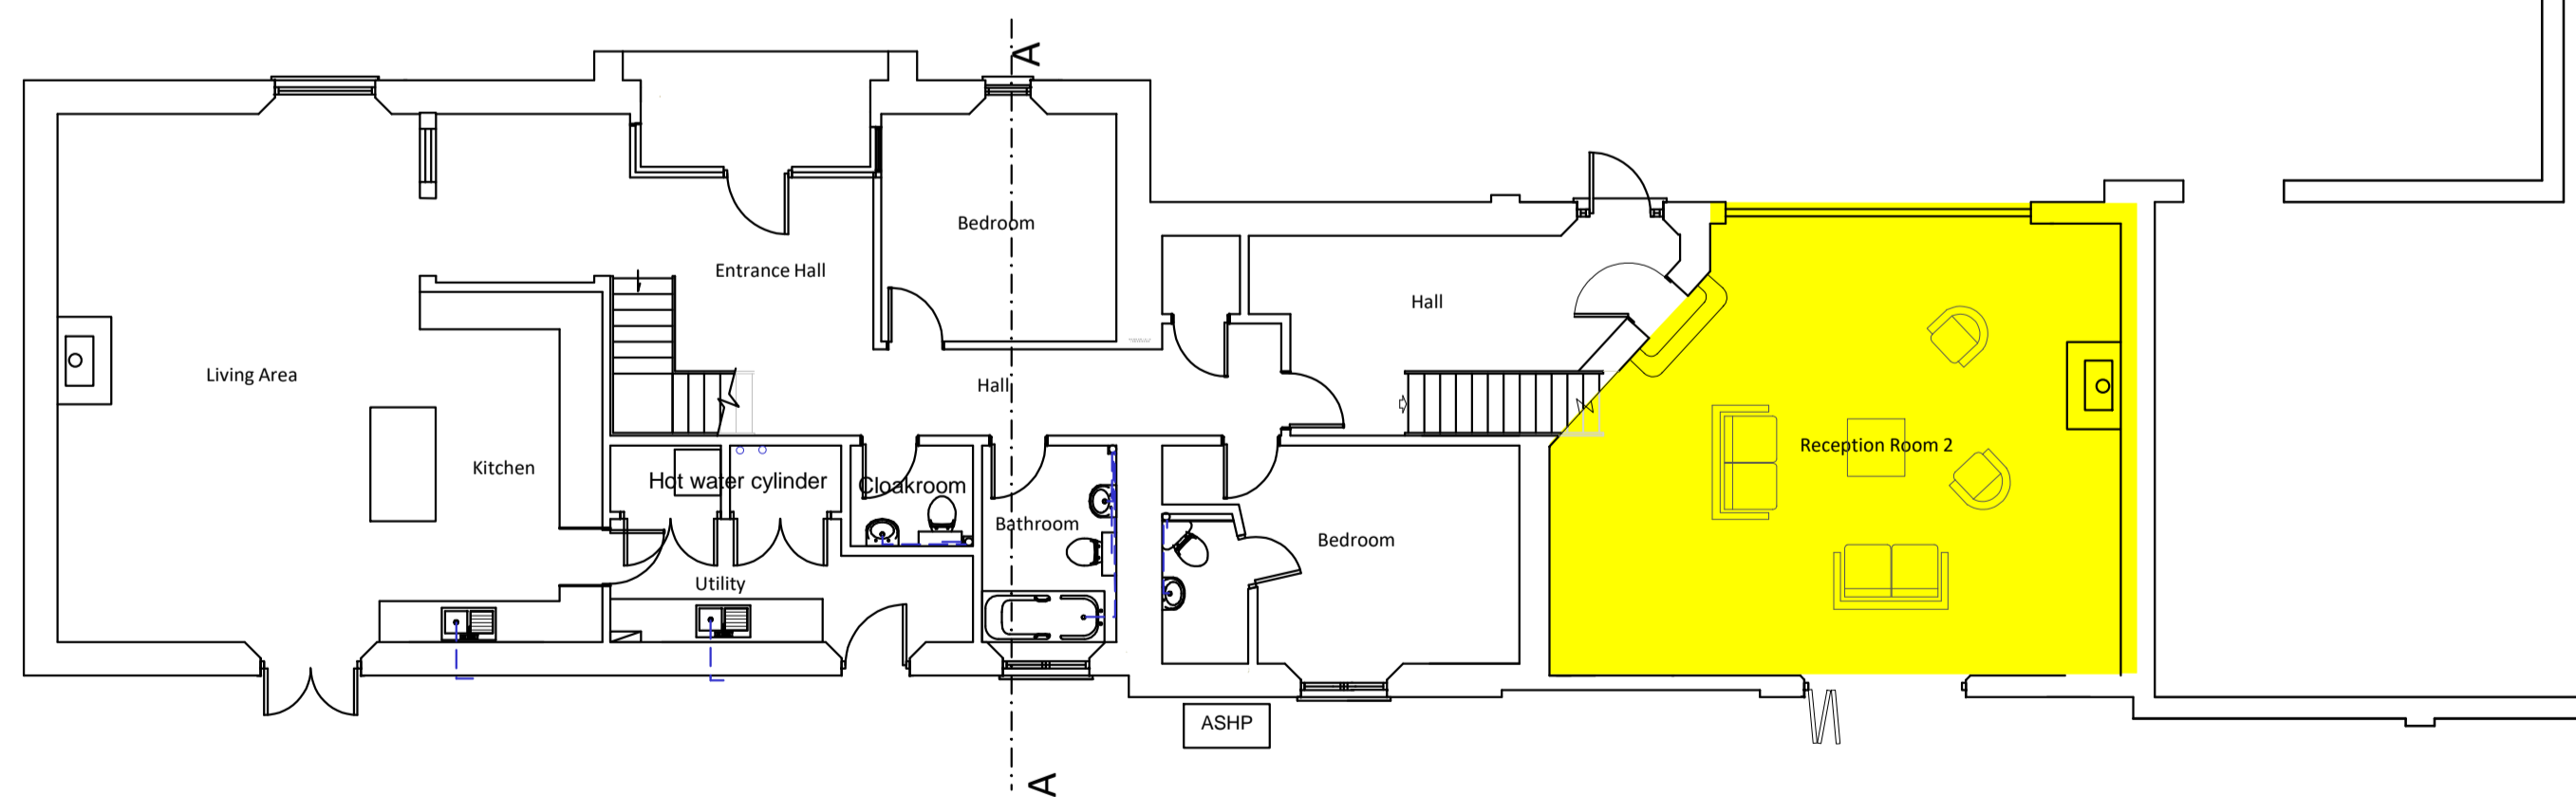 A
Bedroom
Entrance Hall
Hall
Living Area
Hall
Reception Room 2
Kitchen
Hot water cylinder
Cloakroom
Bathroom
Bedroom
Utility
ASHP
A